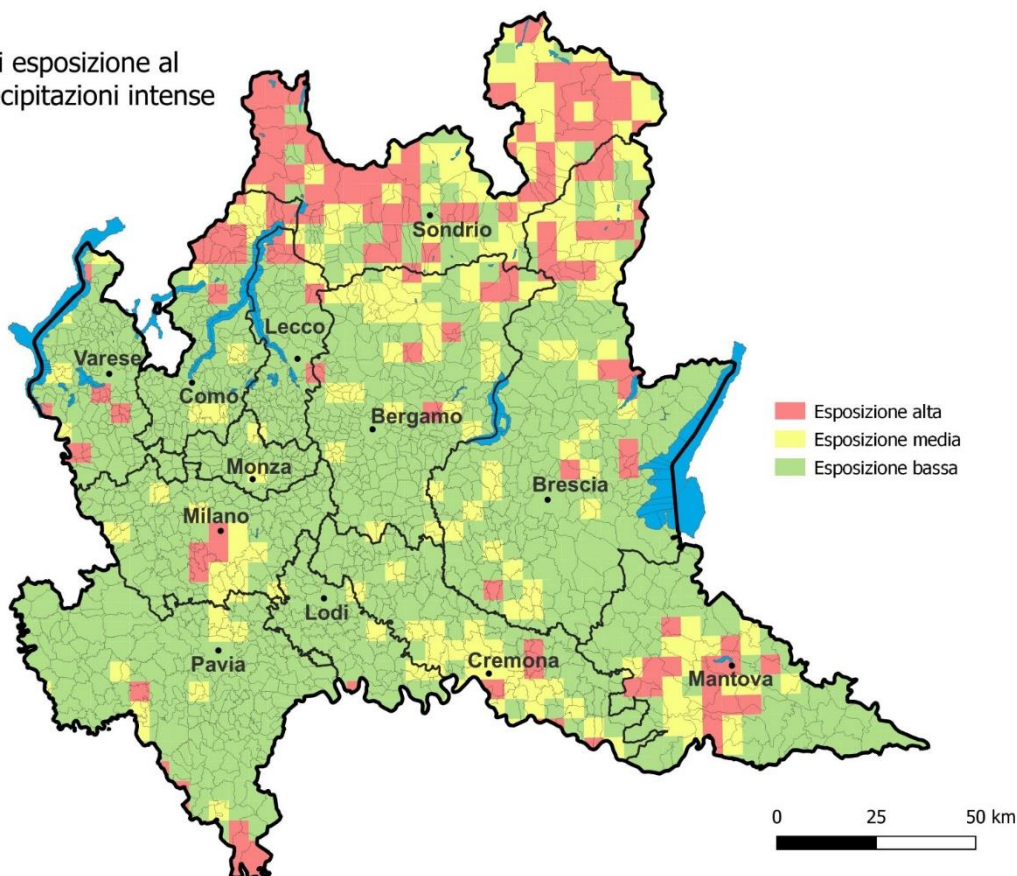 i esposizione al
cipitazioni intense
Sondrio
Lecco
Varese
Como
Bergamo
Monza
Brescia
Milano
Lodi
Pavia
Cremona
Mantova
Esposizione alta
Esposizione media
Esposizione bassa
0 25 50 km